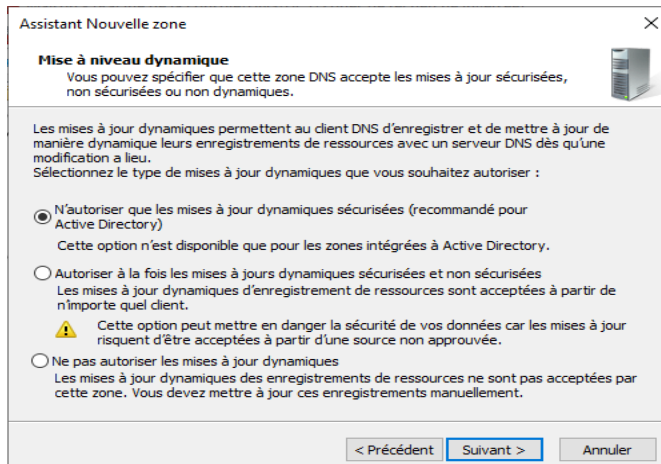 Assistant Nouvelle zone
Mise à niveau dynamique
Vous pouvez spécifier que cette zone DNS accepte les mises à jour sécurisées,
non sécurisées ou non dynamiques.
Les mises à jour dynamiques permettent au client DNS d'enregistrer et de mettre à jour de
manière dynamique leurs enregistrements de ressources avec un serveur DNS dès qu'une
modification a lieu.
Sélectionnez le type de mises à jour dynamiques que vous souhaitez autoriser :
N'autoriser que les mises à jour dynamiques sécurisées (recommandé pour
Active Directory)
Cette option n'est disponible que pour les zones intégrées à Active Directory.
Autoriser à la fois les mises à jours dynamiques sécurisées et non sécurisées
Les mises à jour dynamiques d'enregistrement de ressources sont acceptées à partir de
n'importe quel client.
Cette option peut mettre en danger la sécurité de vos données car les mises à jour
risquent d'être acceptées à partir d'une source non approuvée.
Ne pas autoriser les mises à jour dynamiques
Les mises à jour dynamiques des enregistrements de ressources ne sont pas acceptées par
cette zone. Vous devez mettre à jour ces enregistrements manuellement.
< Précédent Suivant > Annuler